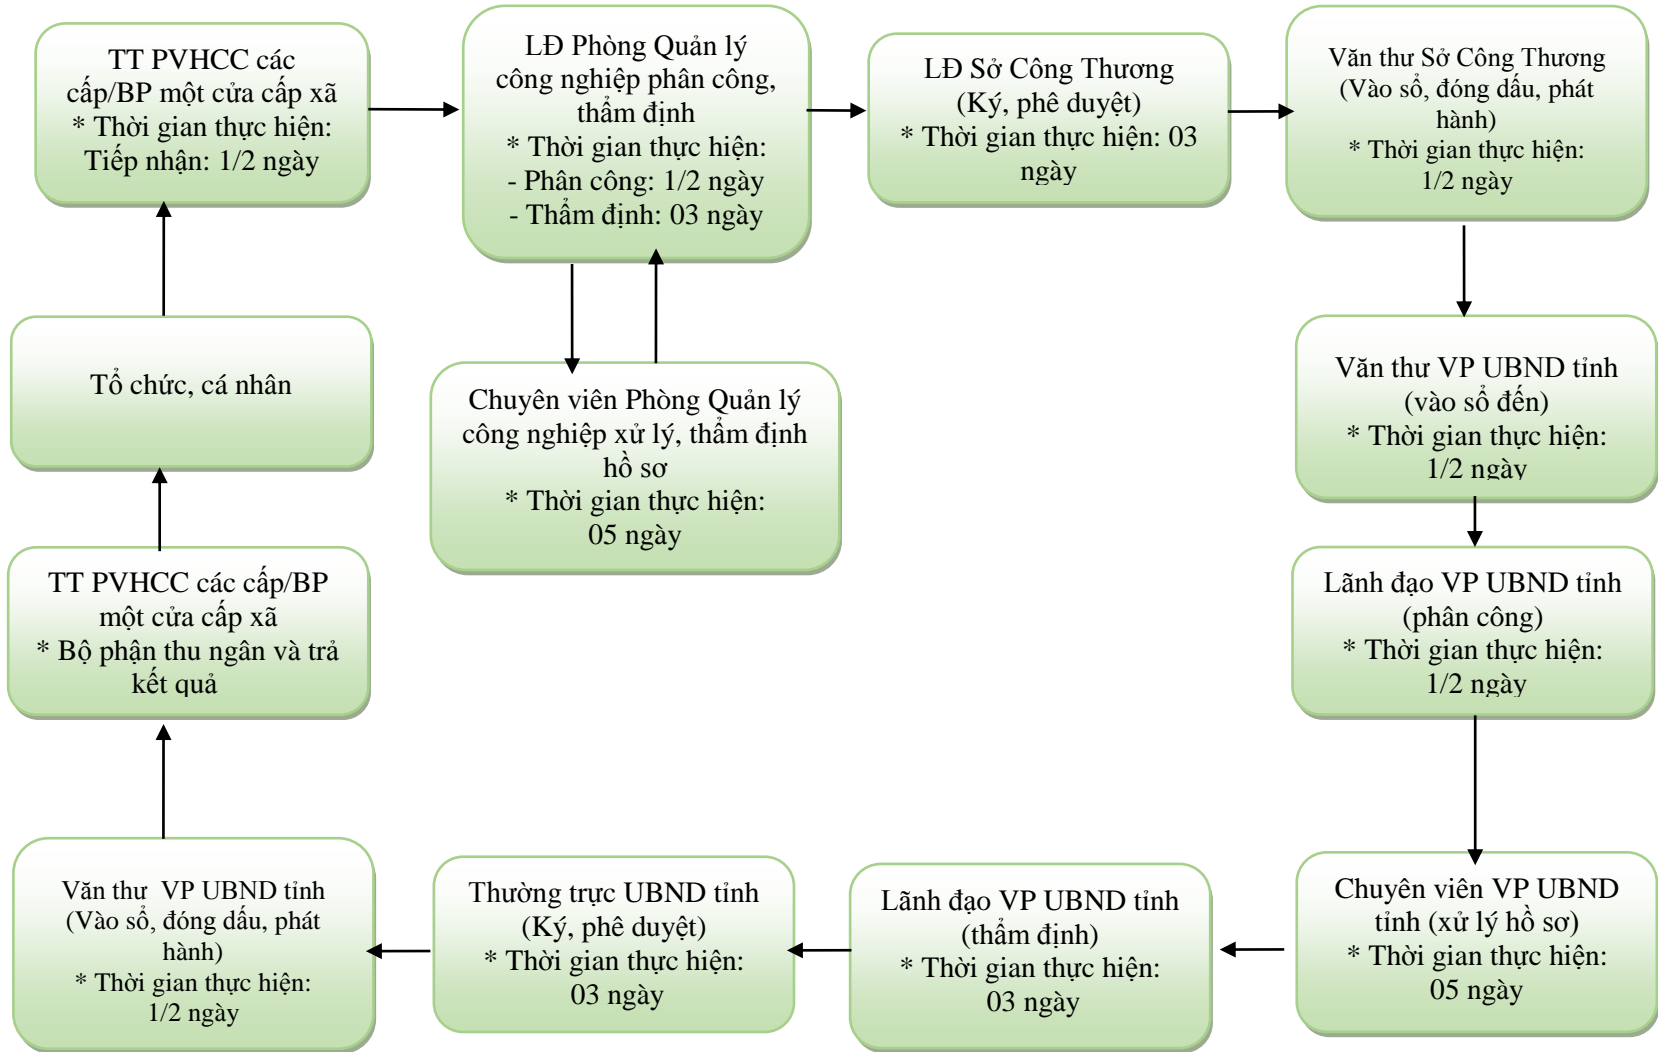 TT PVHCC các
cấp/BP một cửa cấp xã
* Thời gian thực hiện:
Tiếp nhận: 1/2 ngày
LĐ Phòng Quản lý
công nghiệp phân công,
thẩm định
* Thời gian thực hiện:
- Phân công: 1/2 ngày
- Thẩm định: 03 ngày
LĐ Sở Công Thương
(Ký, phê duyệt)
* Thời gian thực hiện: 03
ngày
Văn thư Sở Công Thương
(Vào sổ, đóng dấu, phát
hành)
* Thời gian thực hiện:
1/2 ngày
Tổ chức, cá nhân
Chuyên viên Phòng Quản lý
công nghiệp xử lý, thẩm định
hồ sơ
* Thời gian thực hiện:
05 ngày
Văn thư VP UBND tỉnh
(vào sổ đến)
* Thời gian thực hiện:
1/2 ngày
TT PVHCC các cấp/BP
một cửa cấp xã
* Bộ phận thu ngân và trả
kết quả
Lãnh đạo VP UBND tỉnh
(phân công)
* Thời gian thực hiện:
1/2 ngày
Văn thư  VP UBND tỉnh
(Vào sổ, đóng dấu, phát
hành)
* Thời gian thực hiện:
1/2 ngày
Thường trực UBND tỉnh
(Ký, phê duyệt)
* Thời gian thực hiện:
03 ngày
Lãnh đạo VP UBND tỉnh
(thẩm định)
* Thời gian thực hiện:
03 ngày
Chuyên viên VP UBND
tỉnh (xử lý hồ sơ)
* Thời gian thực hiện:
05 ngày